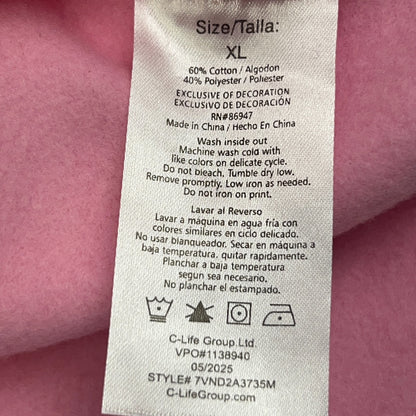 Size/Talla:
XL
60% Cotton / Algodon
40% Polyester / Poliester
EXCLUSIVE OF DECORATION
EXCLUSIVO DE DECORACIÓN
RN#86947
Made in China / Hecho En China
Wash inside out
Machine wash cold with
like colors on delicate cycle.
Do not bleach. Tumble dry low.
Remove promptly. Low iron as needed.
Do not iron on print.
Lavar al Reverso
Lavar a máquina en agua fría con
colores similares en ciclo delicado.
No usar blanqueador. Secar en máquina a
baja temperatura. quitar rapidamente.
Planchar a baja temperatura
segun sea necesario.
No planchar el estampado.
C-Life Group Ltd.
VPO#1138940
05/2025
STYLE# 7VND2A3735M
C-LifeGroup.com